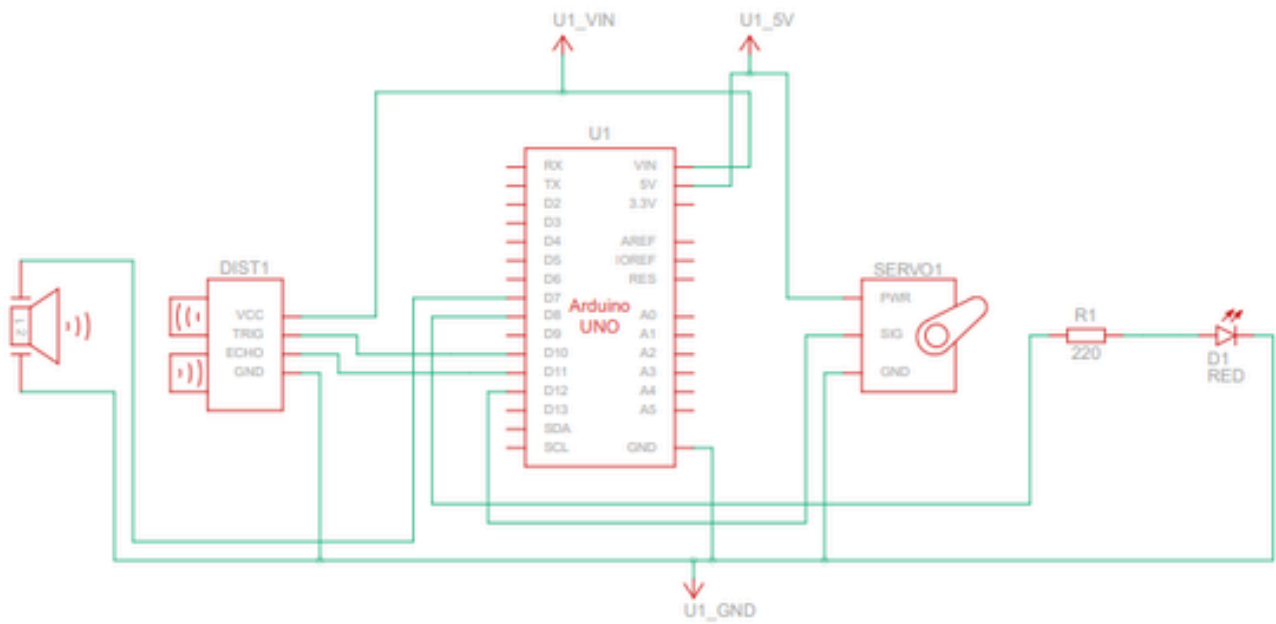 U1_VIN
U1_5V
U1
RX
TX
D2
D3
D4
D5
D6
D7
D8
D9
D10
D11
D12
D13
SDA
SCL
VIN
5V
3.3V
AREF
IOREF
RES
A0
A1
A2
A3
A4
A5
GND
Arduino
UNO
DIST1
VCC
TRIG
ECHO
GND
SERVO1
PWR
SIG
GND
R1
220
D1
RED
U1_GND